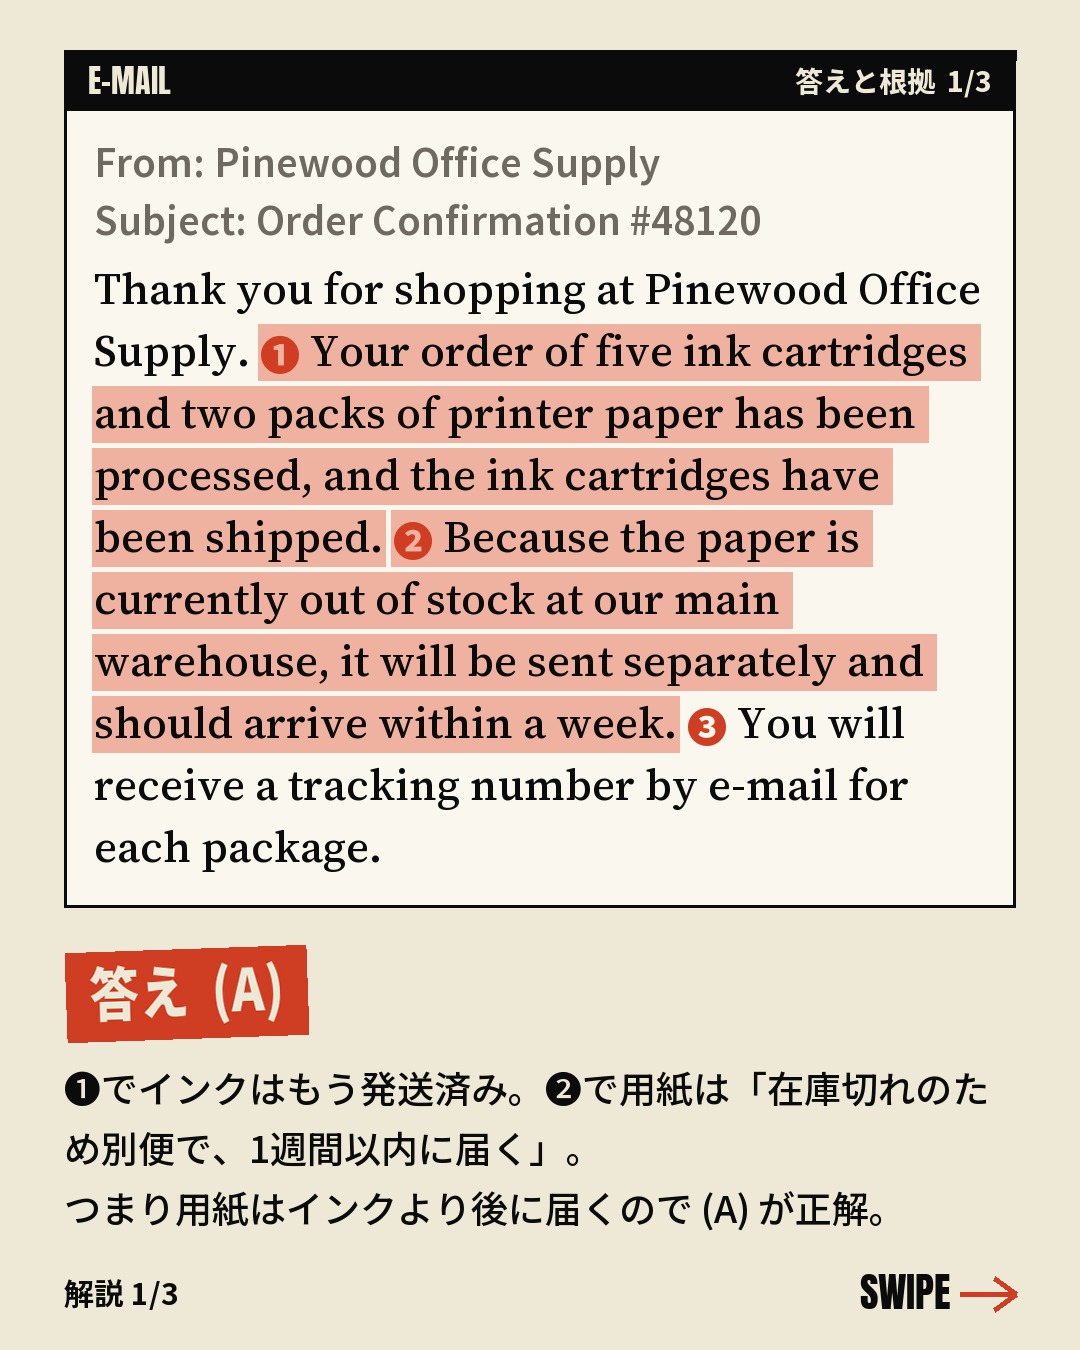 E-MAIL
答えと根拠 1/3
From: Pinewood Office Supply
Subject: Order Confirmation #48120
Thank you for shopping at Pinewood Office
Supply. ❶ Your order of five ink cartridges
and two packs of printer paper has been
processed, and the ink cartridges have
been shipped. ❷ Because the paper is
currently out of stock at our main
warehouse, it will be sent separately and
should arrive within a week. ❸ You will
receive a tracking number by e-mail for
each package.
答え (A)
❶でインクはもう発送済み。❷で用紙は「在庫切れのた
め別便で、1週間以内に届く」。
つまり用紙はインクより後に届くので (A) が正解。
解説 1/3
SWIPE →